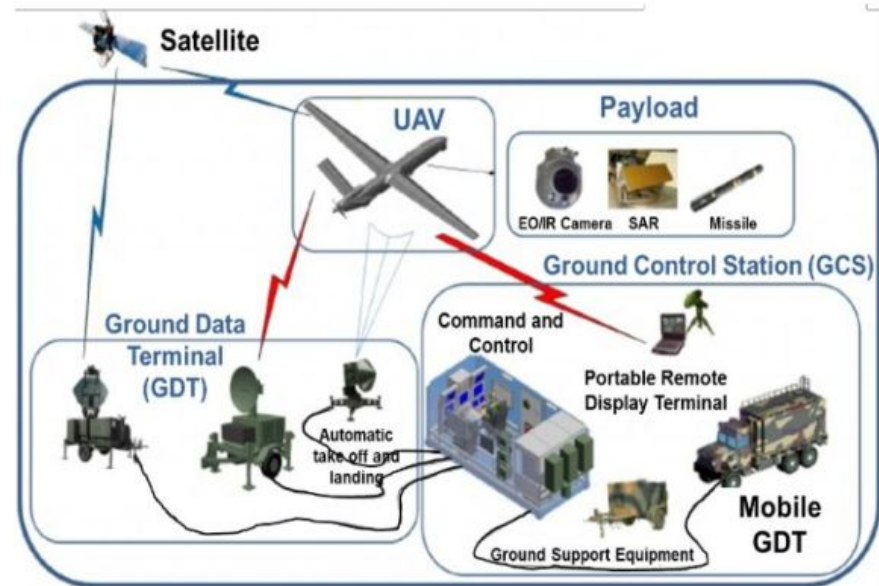 Satellite
UAV
Payload
EO/IR Camera
SAR
Missile
Ground Control Station (GCS)
Ground Data
Terminal
(GDT)
Command and
Control
Portable Remote
Display Terminal
Automatic
take off and
landing
Ground Support Equipment
Mobile
GDT